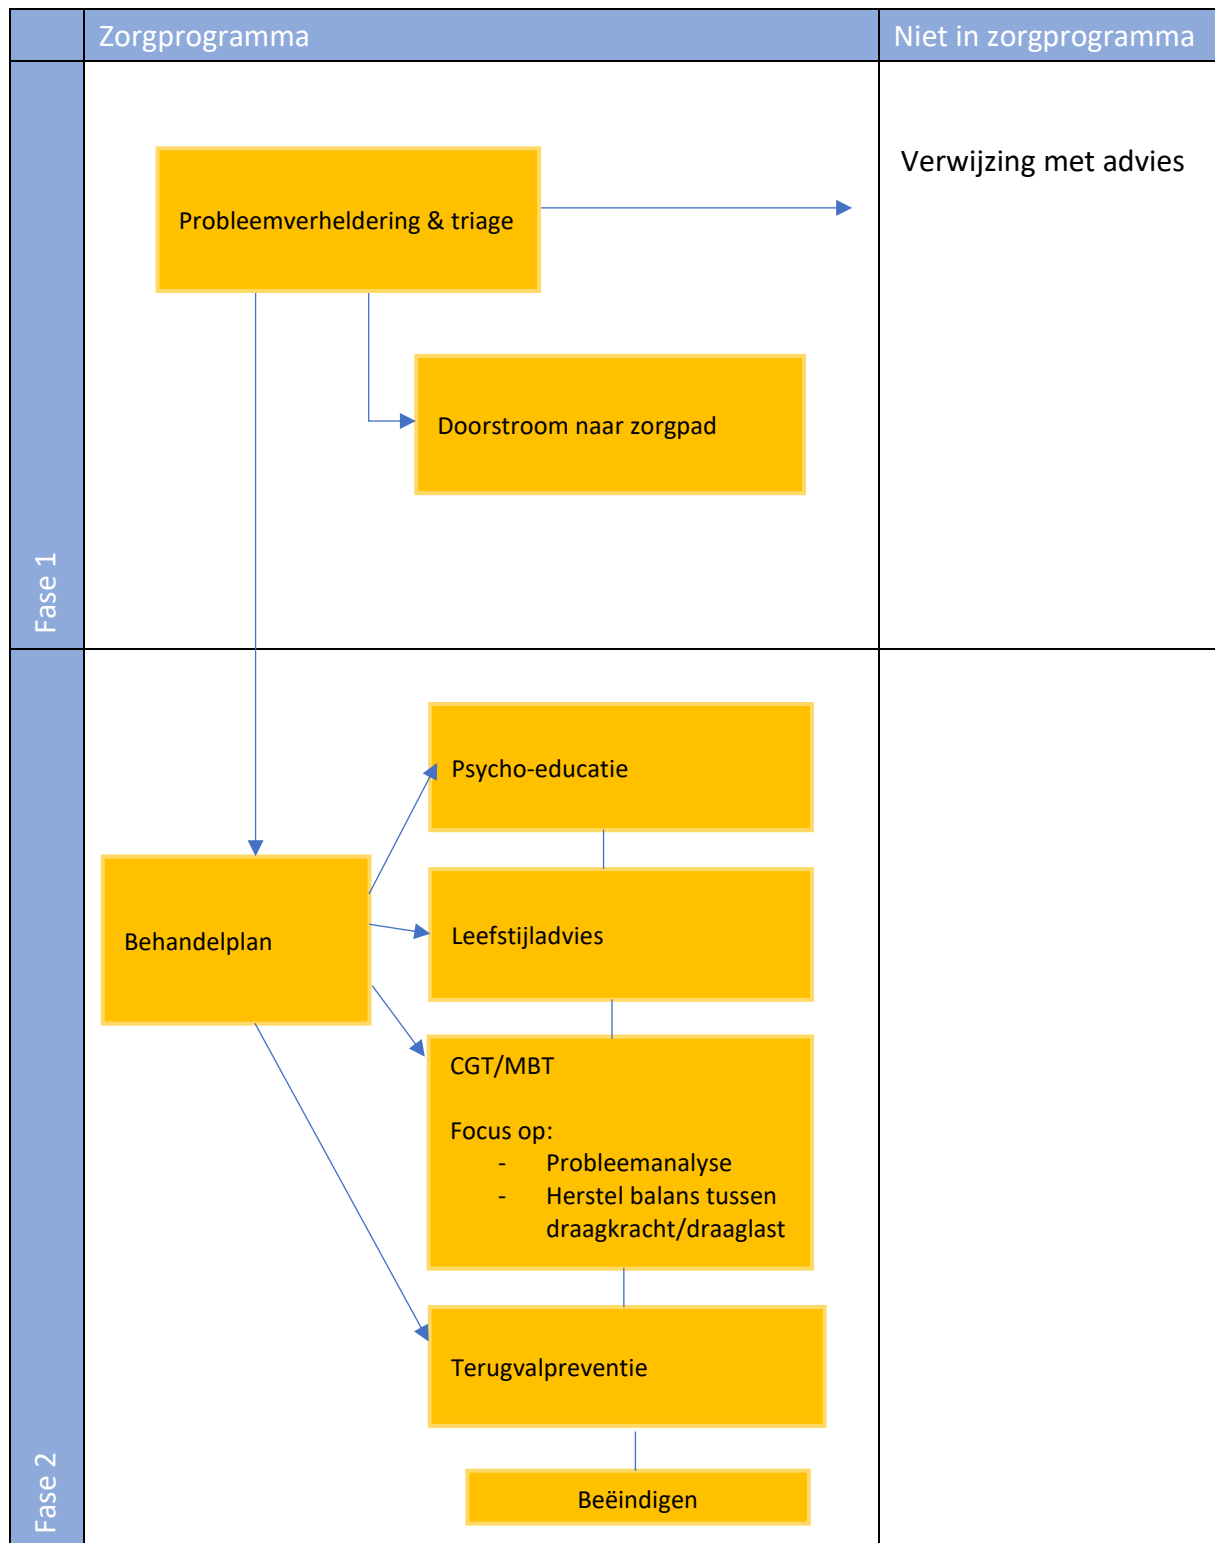 Zorgprogramma
Niet in zorgprogramma
Fase 1
Probleemverheldering & triage
Verwijzing met advies
Doorstroom naar zorgpad
Fase 2
Psycho-educatie
Behandelplan
Leefstijladvies
CGT/MBT
Focus op:
- Probleemanalyse
- Herstel balans tussen
draagkracht/draaglast
Terugvalpreventie
Beëindigen